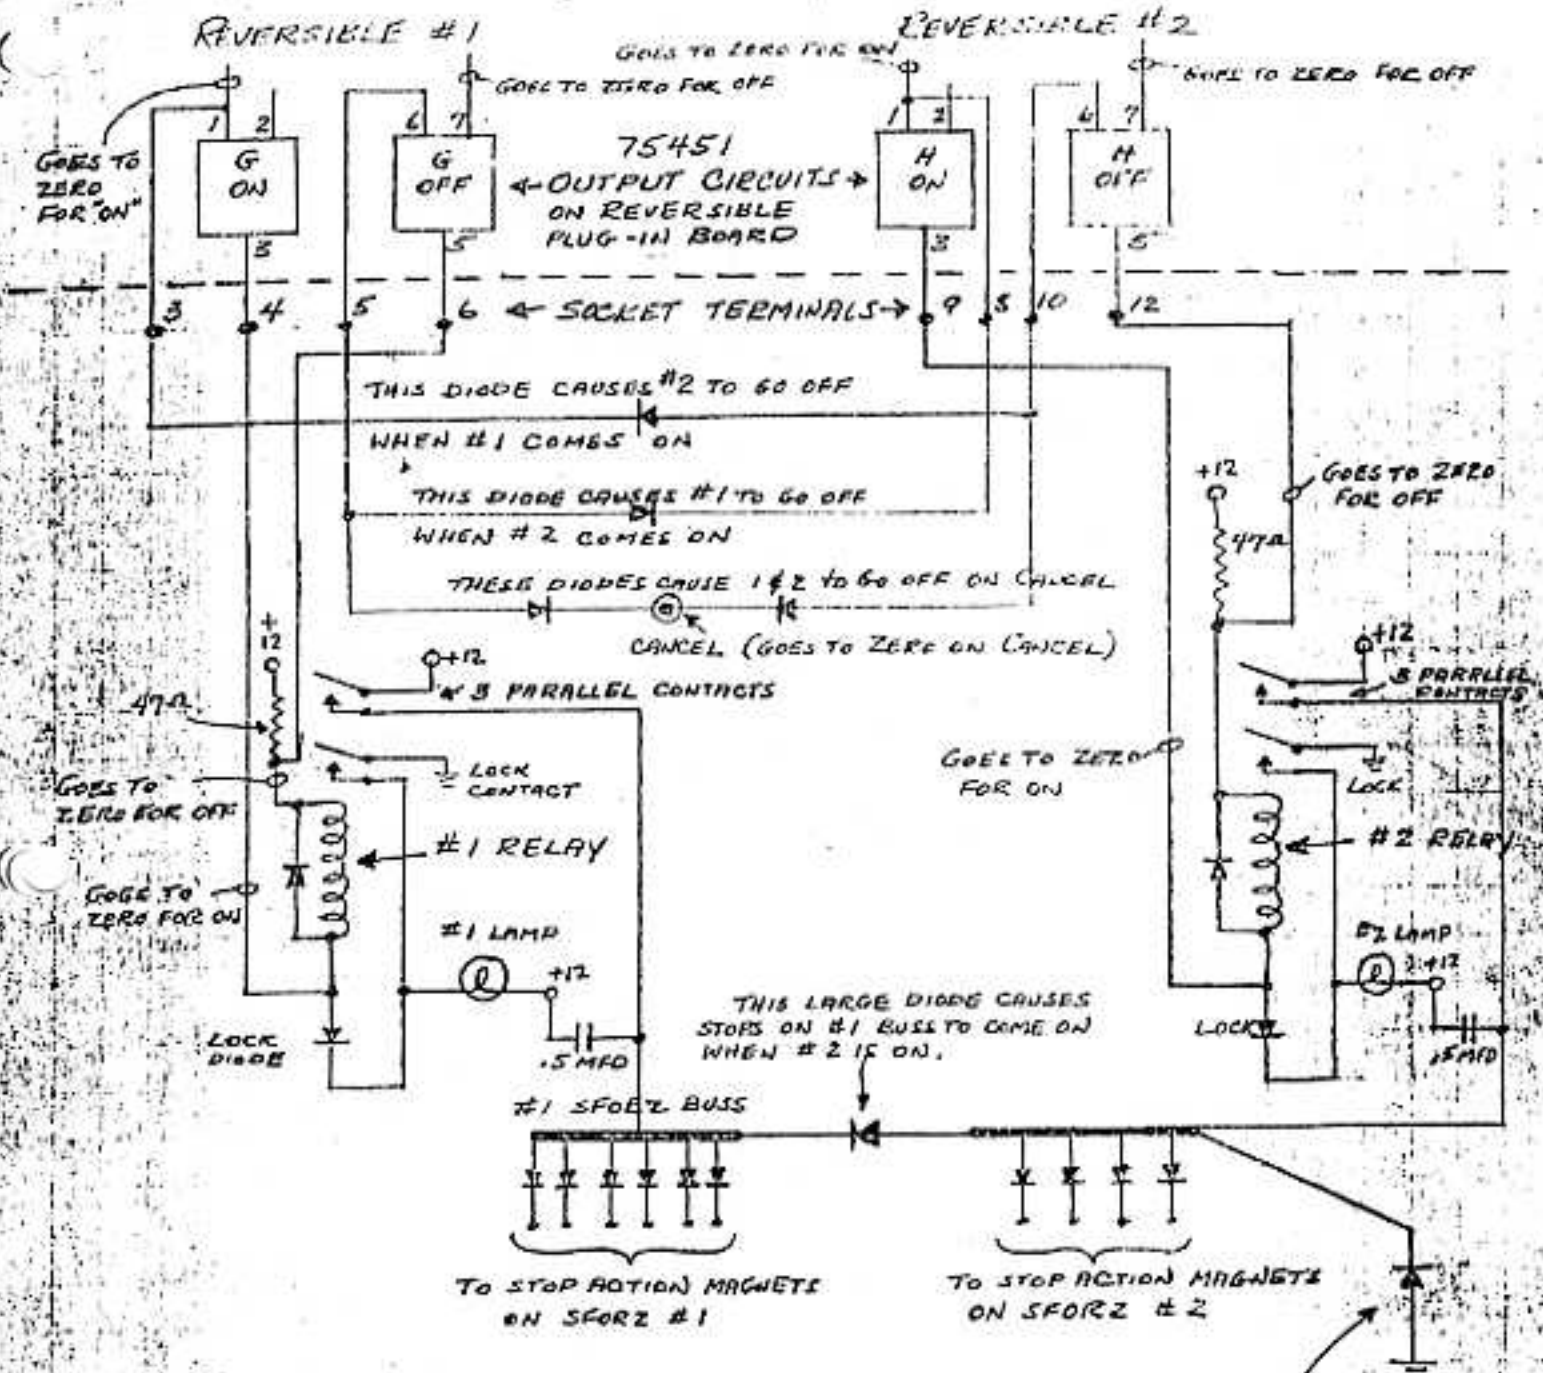 REVERSIBLE #1
REVERSIBLE #2
GOES TO ZERO FOR ON
GOES TO ZERO FOR OFF
GOES TO ZERO FOR OFF
1 2
6 7
1 2
6 7
GOES TO
ZERO
FOR "ON"
G
ON
G
OFF
75451
←OUTPUT CIRCUITS→
ON REVERSIBLE
PLUG-IN BOARD
H
ON
H
OFF
3
5
3
5
3 4 5 6 ← SOCKET TERMINALS→ 9 8 10 12
THIS DIODE CAUSES #2 TO GO OFF
WHEN #1 COMES ON
THIS DIODE CAUSES #1 TO GO OFF
WHEN #2 COMES ON
+12
GOES TO ZERO
FOR OFF
47Ω
THESE DIODES CAUSE 1 & 2 TO GO OFF ON CANCEL
CANCEL (GOES TO ZERO ON CANCEL)
+
12
+12
3 PARALLEL CONTACTS
47Ω
LOCK
CONTACT
GOES TO
ZERO FOR OFF
#1 RELAY
GOES TO
ZERO FOR ON
#1 LAMP
+12
LOCK
DIODE
.5 MFD
+12
3 PARALLEL
CONTACTS
GOES TO ZERO
FOR ON
LOCK
#2 RELAY
#2 LAMP
+12
LOCK
.5 MFD
THIS LARGE DIODE CAUSES
STOPS ON #1 BUSS TO COME ON
WHEN #2 IS ON.
#1 SFORZ BUSS
TO STOP ACTION MAGNETS
ON SFORZ #1
TO STOP ACTION MAGNETS
ON SFORZ #2